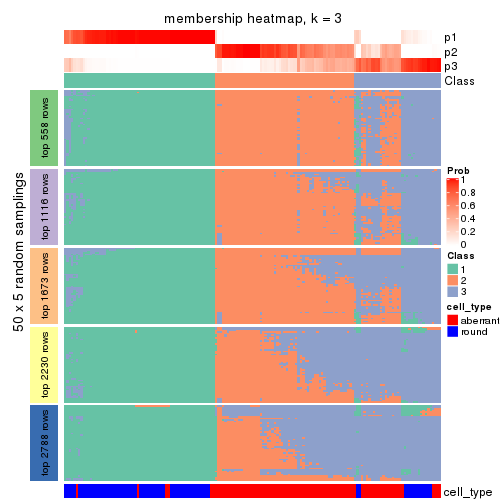 membership heatmap, k = 3
p1
p2
p3
Class
50 x 5 random samplings
top 558 rows
top 1116 rows
top 1673 rows
top 2230 rows
top 2788 rows
Prob
1
0.8
0.6
0.4
0.2
0
Class
1
2
3
cell_type
aberrant
round
cell_type